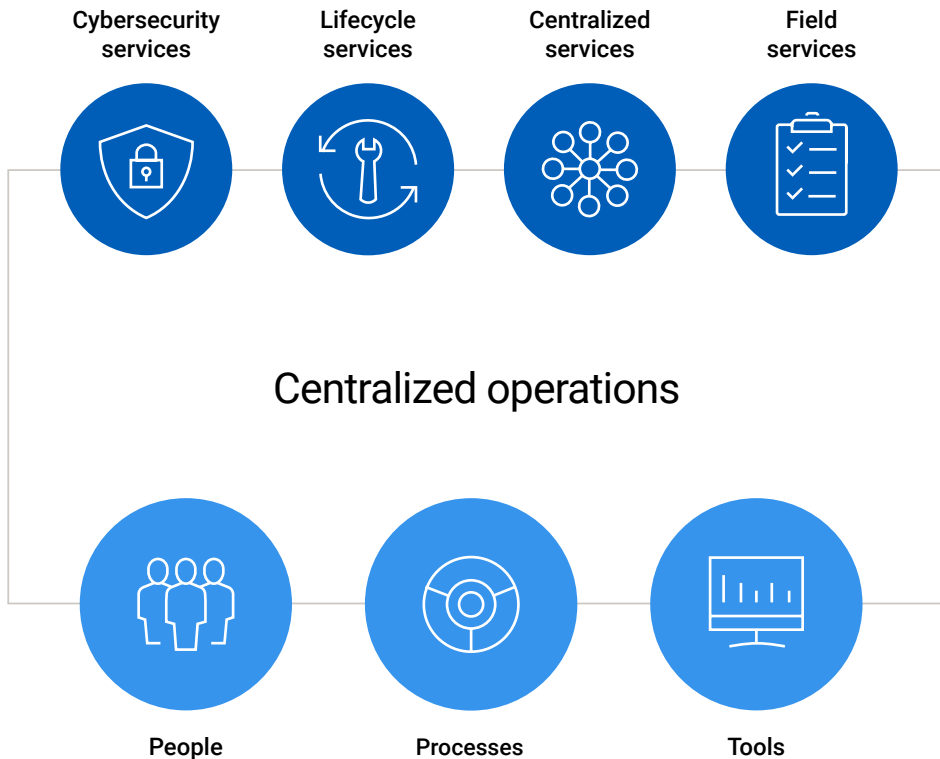 Cybersecurity
services
Lifecycle
services
Centralized
services
Field
services
Centralized operations
People
Processes
Tools